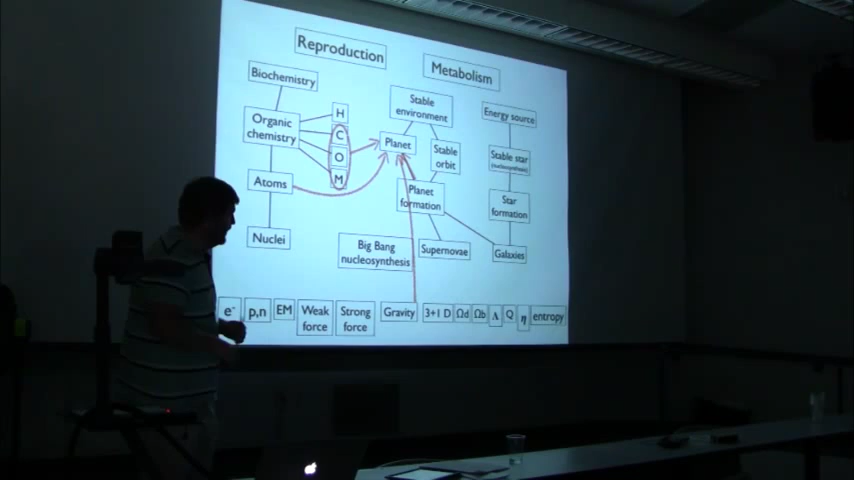 Reproduction
Metabolism
Biochemistry
Organic
chemistry
Atoms
Nuclei
H
C
O
M
Stable
environment
Planet
Stable
orbit
Planet
formation
Big Bang
nucleosynthesis
Supernovae
Energy source
Stable star
(nucleosynthesis)
Star
formation
Galaxies
e⁻
p,n
EM
Weak
force
Strong
force
Gravity
3+1 D
Ωd
Ωb
Λ
Q
η
entropy